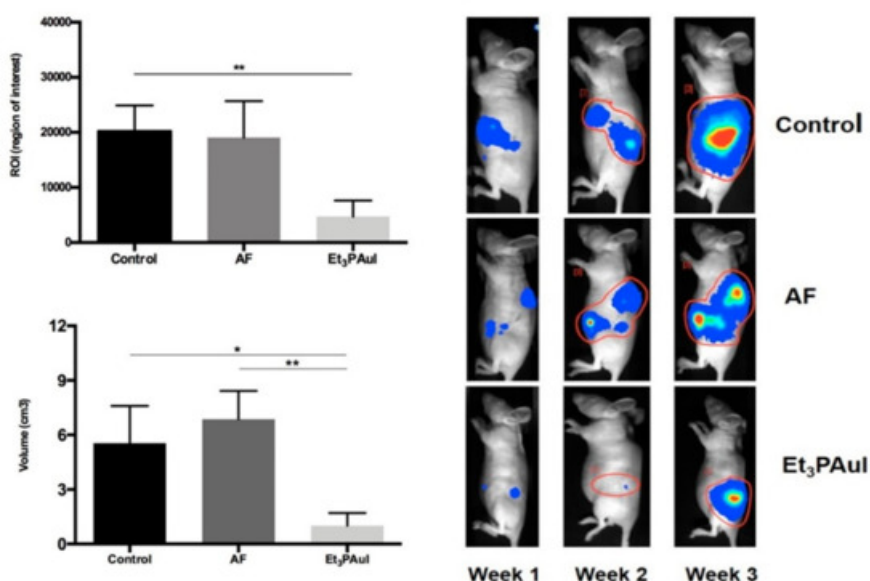 40000
30000
20000
10000
0
ROI (region of interest)
**
Control AF Et₃PAuI
12
9
6
3
0
Volume (cm3)
*
**
Control AF Et₃PAuI
Control
AF
Et₃PAuI
Week 1 Week 2 Week 3